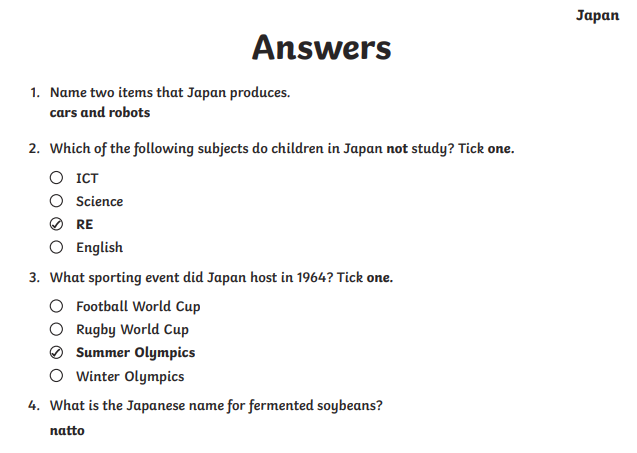 Japan
Answers
1. Name two items that Japan produces.
cars and robots
2. Which of the following subjects do children in Japan not study? Tick one.
ICT
Science
RE
English
3. What sporting event did Japan host in 1964? Tick one.
Football World Cup
Rugby World Cup
Summer Olympics
Winter Olympics
4. What is the Japanese name for fermented soybeans?
natto